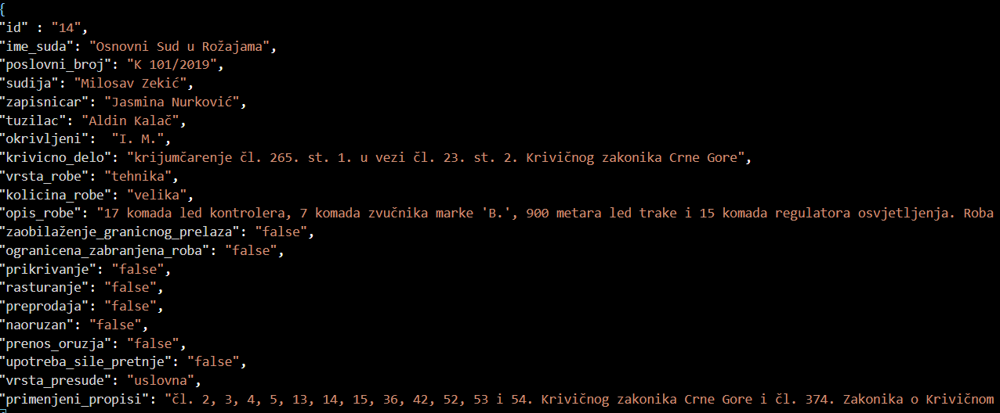 {
"id" : "14",
"ime_suda": "Osnovni Sud u Rožajama",
"poslovni_broj": "K 101/2019",
"sudija": "Milosav Zekić",
"zapisnicar": "Jasmina Nurković",
"tuzilac": "Aldin Kalač",
"okrivljeni":  "I. M.",
"krivicno_delo": "krijumčarenje čl. 265. st. 1. u vezi čl. 23. st. 2. Krivičnog zakonika Crne Gore",
"vrsta_robe": "tehnika",
"kolicina_robe": "velika",
"opis_robe": "17 komada led kontrolera, 7 komada zvučnika marke 'B.', 900 metara led trake i 15 komada regulatora osvjetljenja. Roba
"zaobilaženje_granicnog_prelaza": "false",
"ogranicena_zabranjena_roba": "false",
"prikrivanje": "false",
"rasturanje": "false",
"preprodaja": "false",
"naoruzan": "false",
"prenos_oruzja": "false",
"upotreba_sile_pretnje": "false",
"vrsta_presude": "uslovna",
"primenjeni_propisi": "čl. 2, 3, 4, 5, 13, 14, 15, 36, 42, 52, 53 i 54. Krivičnog zakonika Crne Gore i čl. 374. Zakonika o Krivičnom